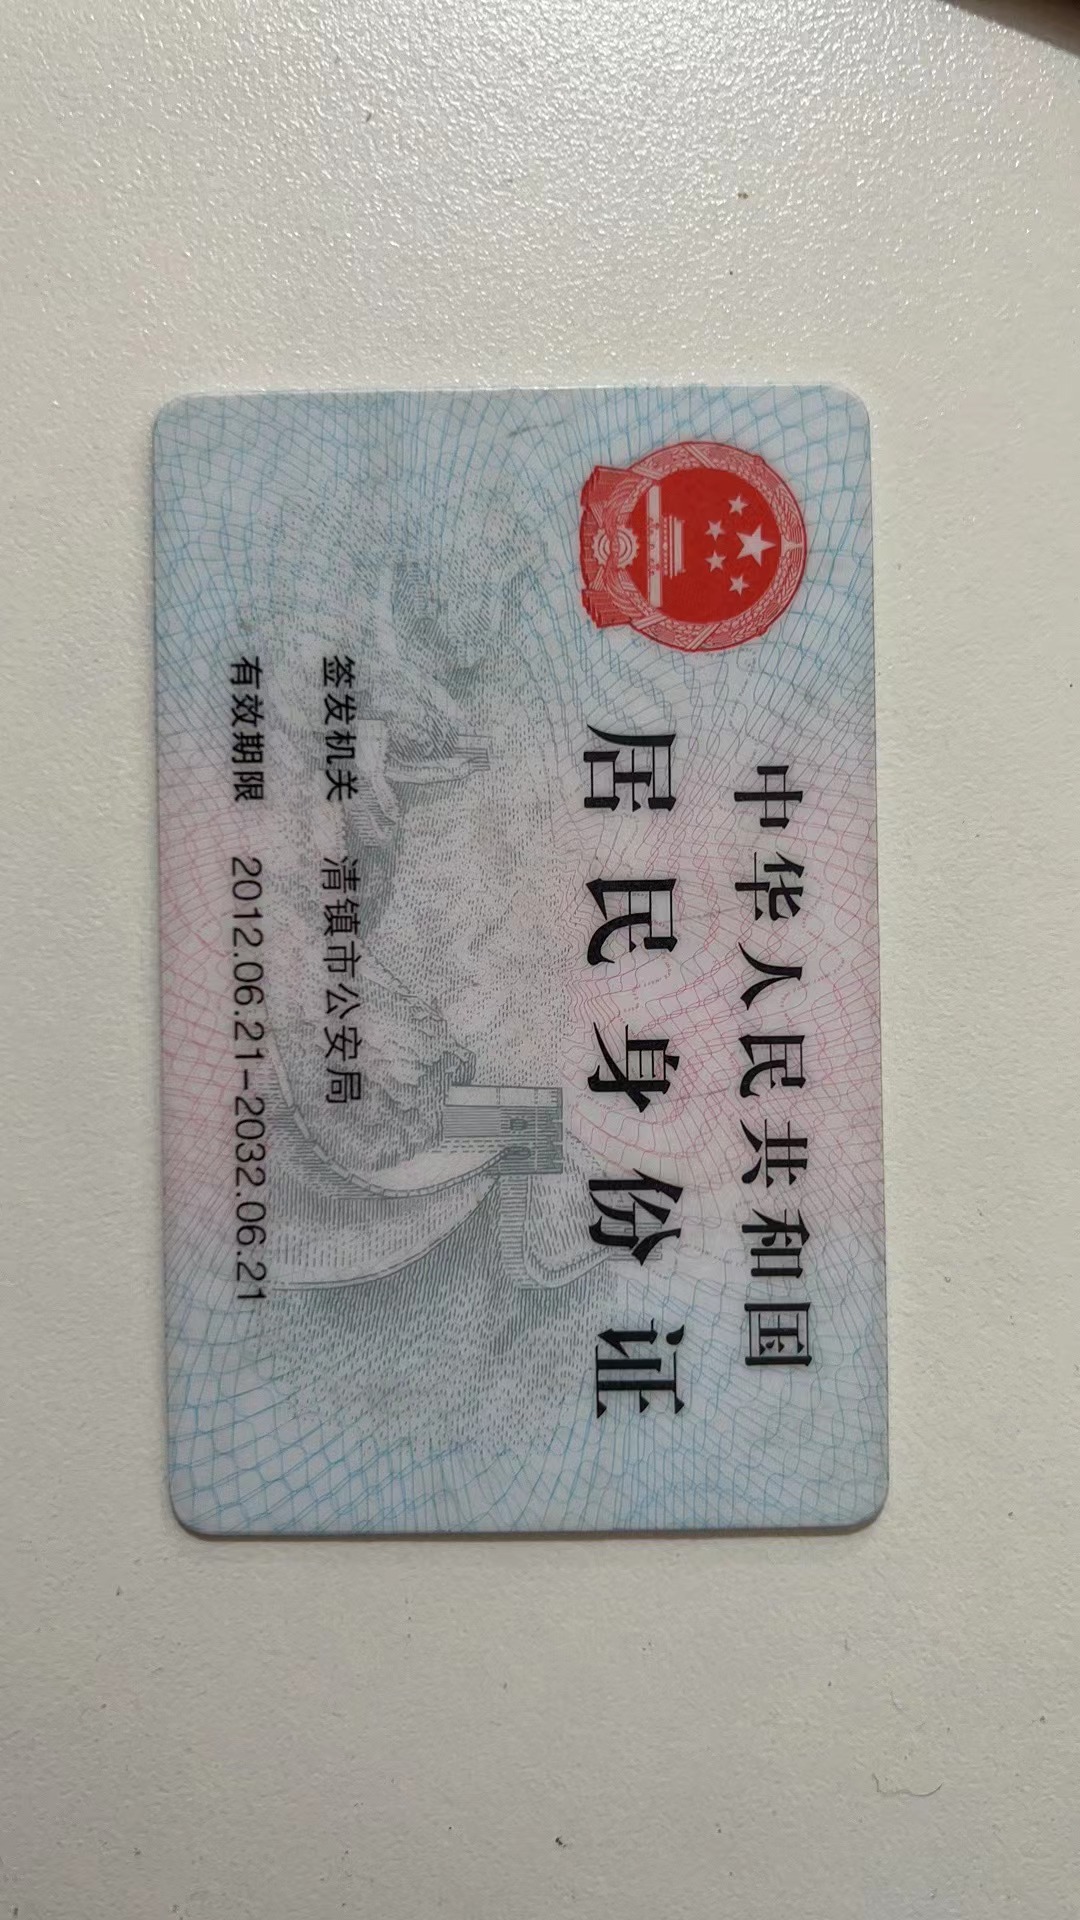 中华人民共和国
居民身份证
签发机关 清镇市公安局
有效期限 2012.06.21-2032.06.21